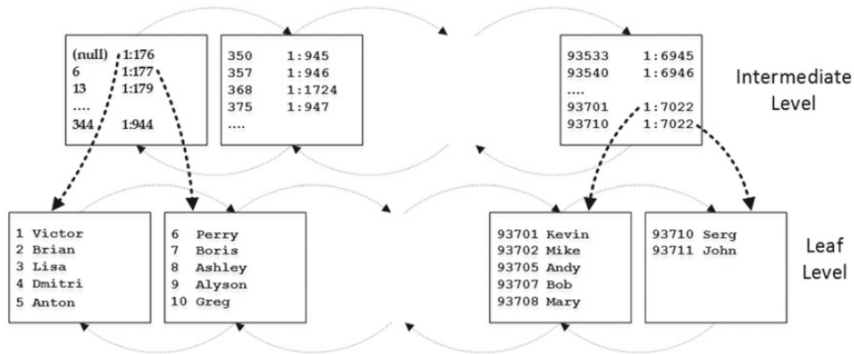 (null) 1:176
6 1:177
13 1:179
....
344 1:944
350 1:945
357 1:946
368 1:1724
375 1:947
....
93533 1:6945
93540 1:6946
....
93701 1:7022
93710 1:7022
Intermediate
Level
1 Victor
2 Brian
3 Lisa
4 Dmitri
5 Anton
6 Perry
7 Boris
8 Ashley
9 Alyson
10 Greg
93701 Kevin
93702 Mike
93705 Andy
93707 Bob
93708 Mary
93710 Serg
93711 John
Leaf
Level